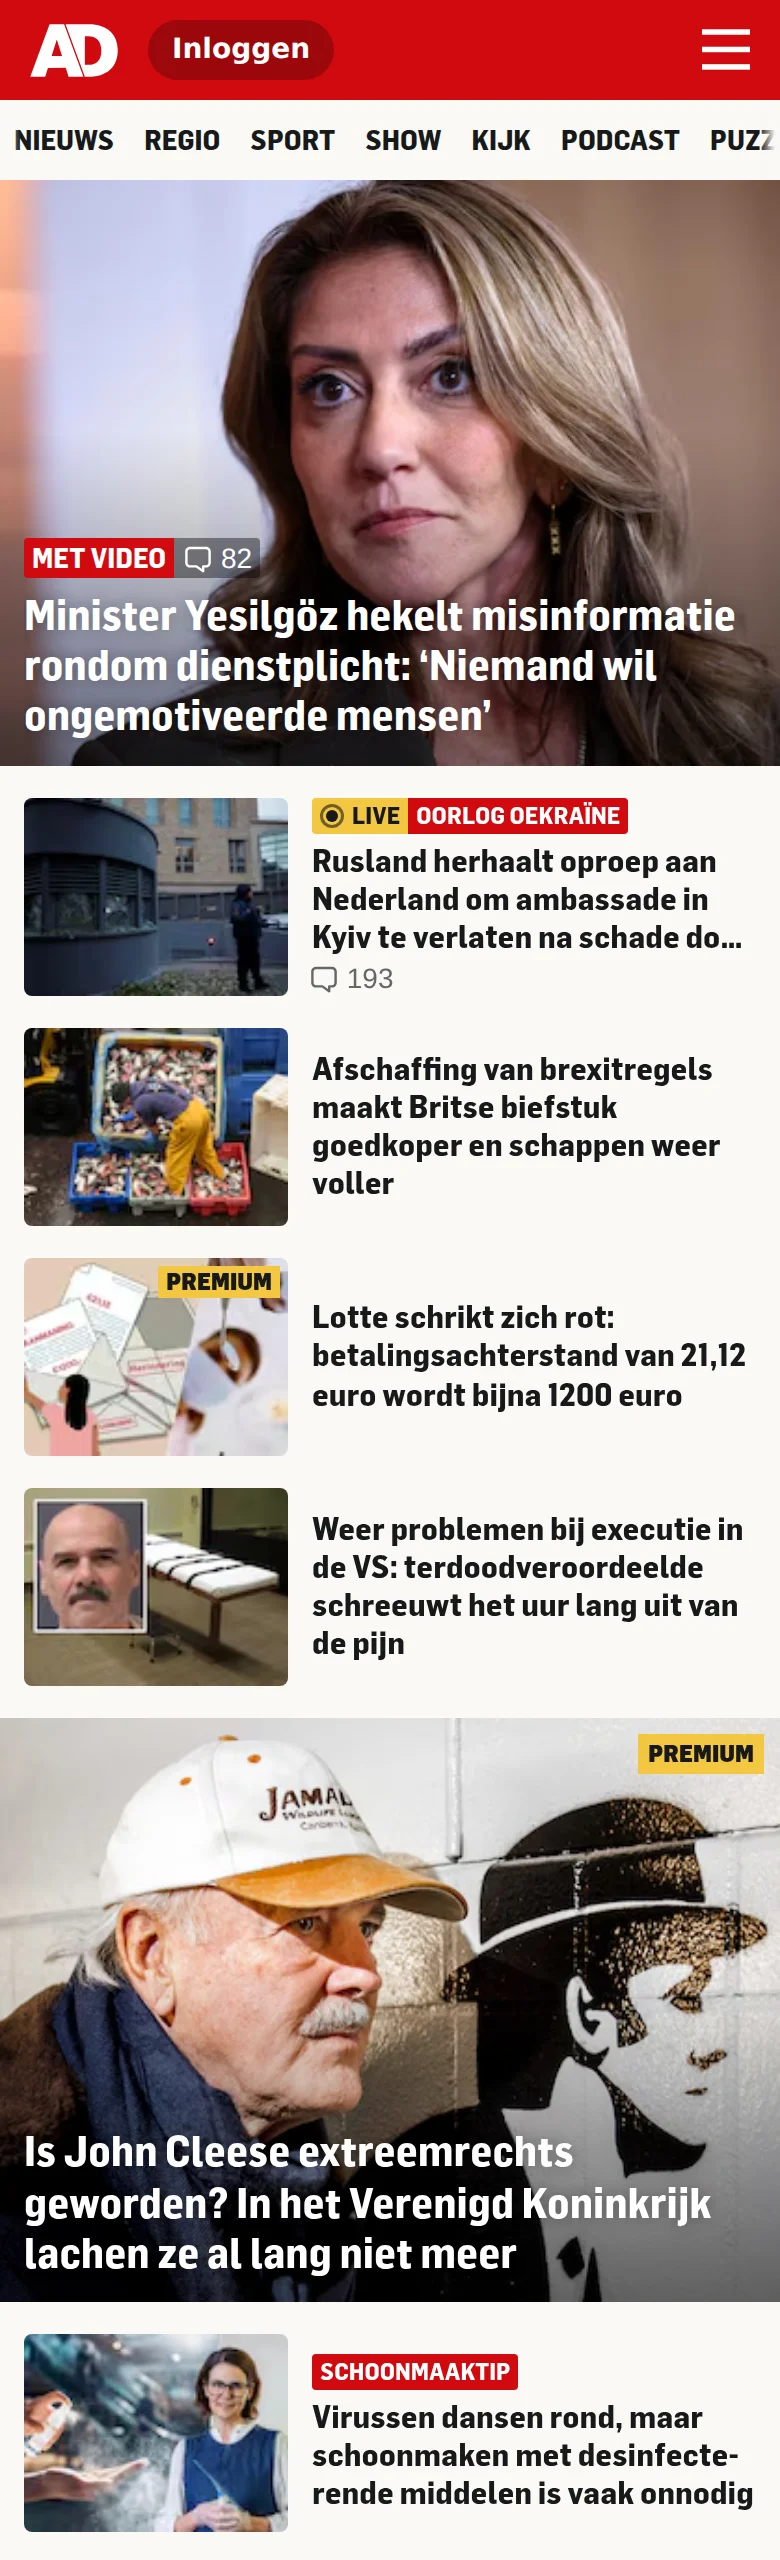 AD
Inloggen
NIEUWS REGIO SPORT SHOW KIJK PODCAST PUZZ
MET VIDEO 82
Minister Yesilgöz hekelt misinformatie
rondom dienstplicht: ‘Niemand wil
ongemotiveerde mensen’
LIVE OORLOG OEKRAÏNE
Rusland herhaalt oproep aan
Nederland om ambassade in
Kyiv te verlaten na schade do...
193
Afschaffing van brexitregels
maakt Britse biefstuk
goedkoper en schappen weer
voller
PREMIUM
Lotte schrikt zich rot:
betalingsachterstand van 21,12
euro wordt bijna 1200 euro
Weer problemen bij executie in
de VS: terdoodveroordeelde
schreeuwt het uur lang uit van
de pijn
PREMIUM
Is John Cleese extreemrechts
geworden? In het Verenigd Koninkrijk
lachen ze al lang niet meer
SCHOONMAAKTIP
Virussen dansen rond, maar
schoonmaken met desinfecte-
rende middelen is vaak onnodig